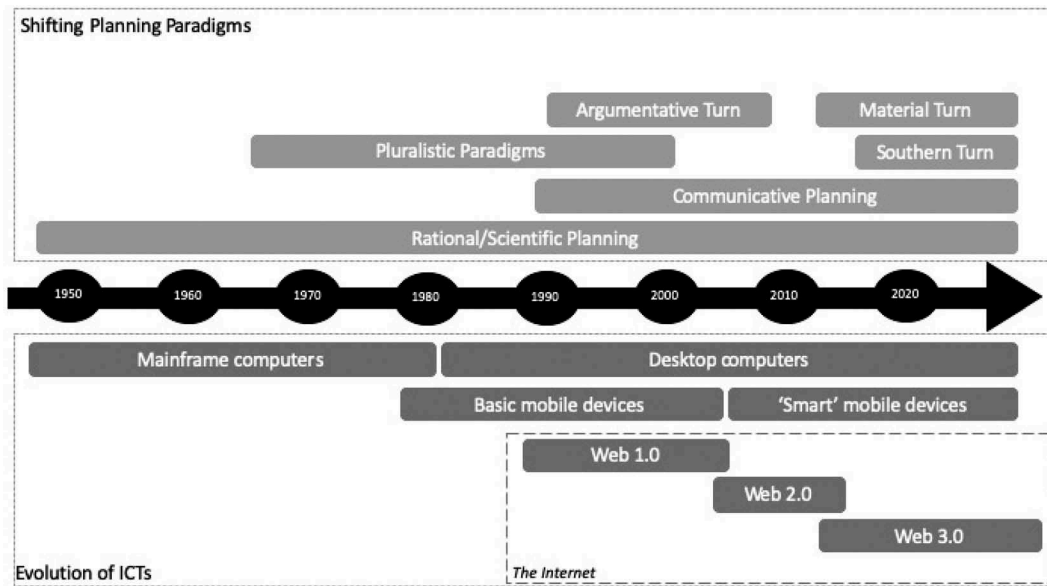 Shifting Planning Paradigms
Argumentative Turn
Material Turn
Pluralistic Paradigms
Southern Turn
Communicative Planning
Rational/Scientific Planning
1950
1960
1970
1980
1990
2000
2010
2020
Mainframe computers
Desktop computers
Basic mobile devices
‘Smart’ mobile devices
Web 1.0
Web 2.0
Web 3.0
Evolution of ICTs
The Internet